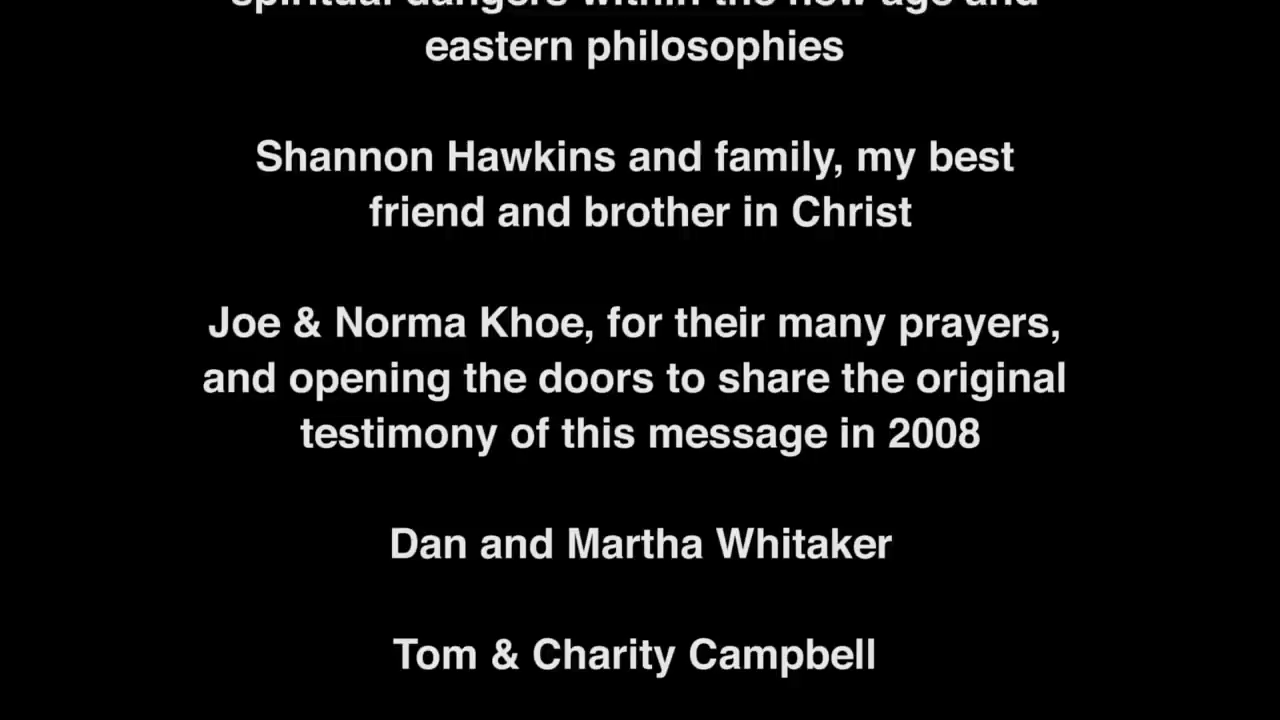 spiritual dangers within the new age and
eastern philosophies
Shannon Hawkins and family, my best
friend and brother in Christ
Joe & Norma Khoe, for their many prayers,
and opening the doors to share the original
testimony of this message in 2008
Dan and Martha Whitaker
Tom & Charity Campbell